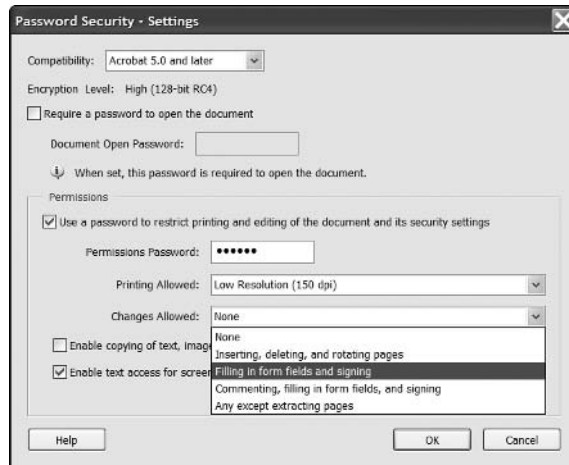 Password Security - Settings
Compatibility: Acrobat 5.0 and later
Encryption Level: High (128-bit RC4)
Require a password to open the document
Document Open Password:
When set, this password is required to open the document.
Permissions
Use a password to restrict printing and editing of the document and its security settings
Permissions Password: ••••••
Printing Allowed: Low Resolution (150 dpi)
Changes Allowed: None
None
Enable copying of text, imag
Inserting, deleting, and rotating pages
Enable text access for screen
Filling in form fields and signing
Commenting, filling in form fields, and signing
Any except extracting pages
Help OK Cancel